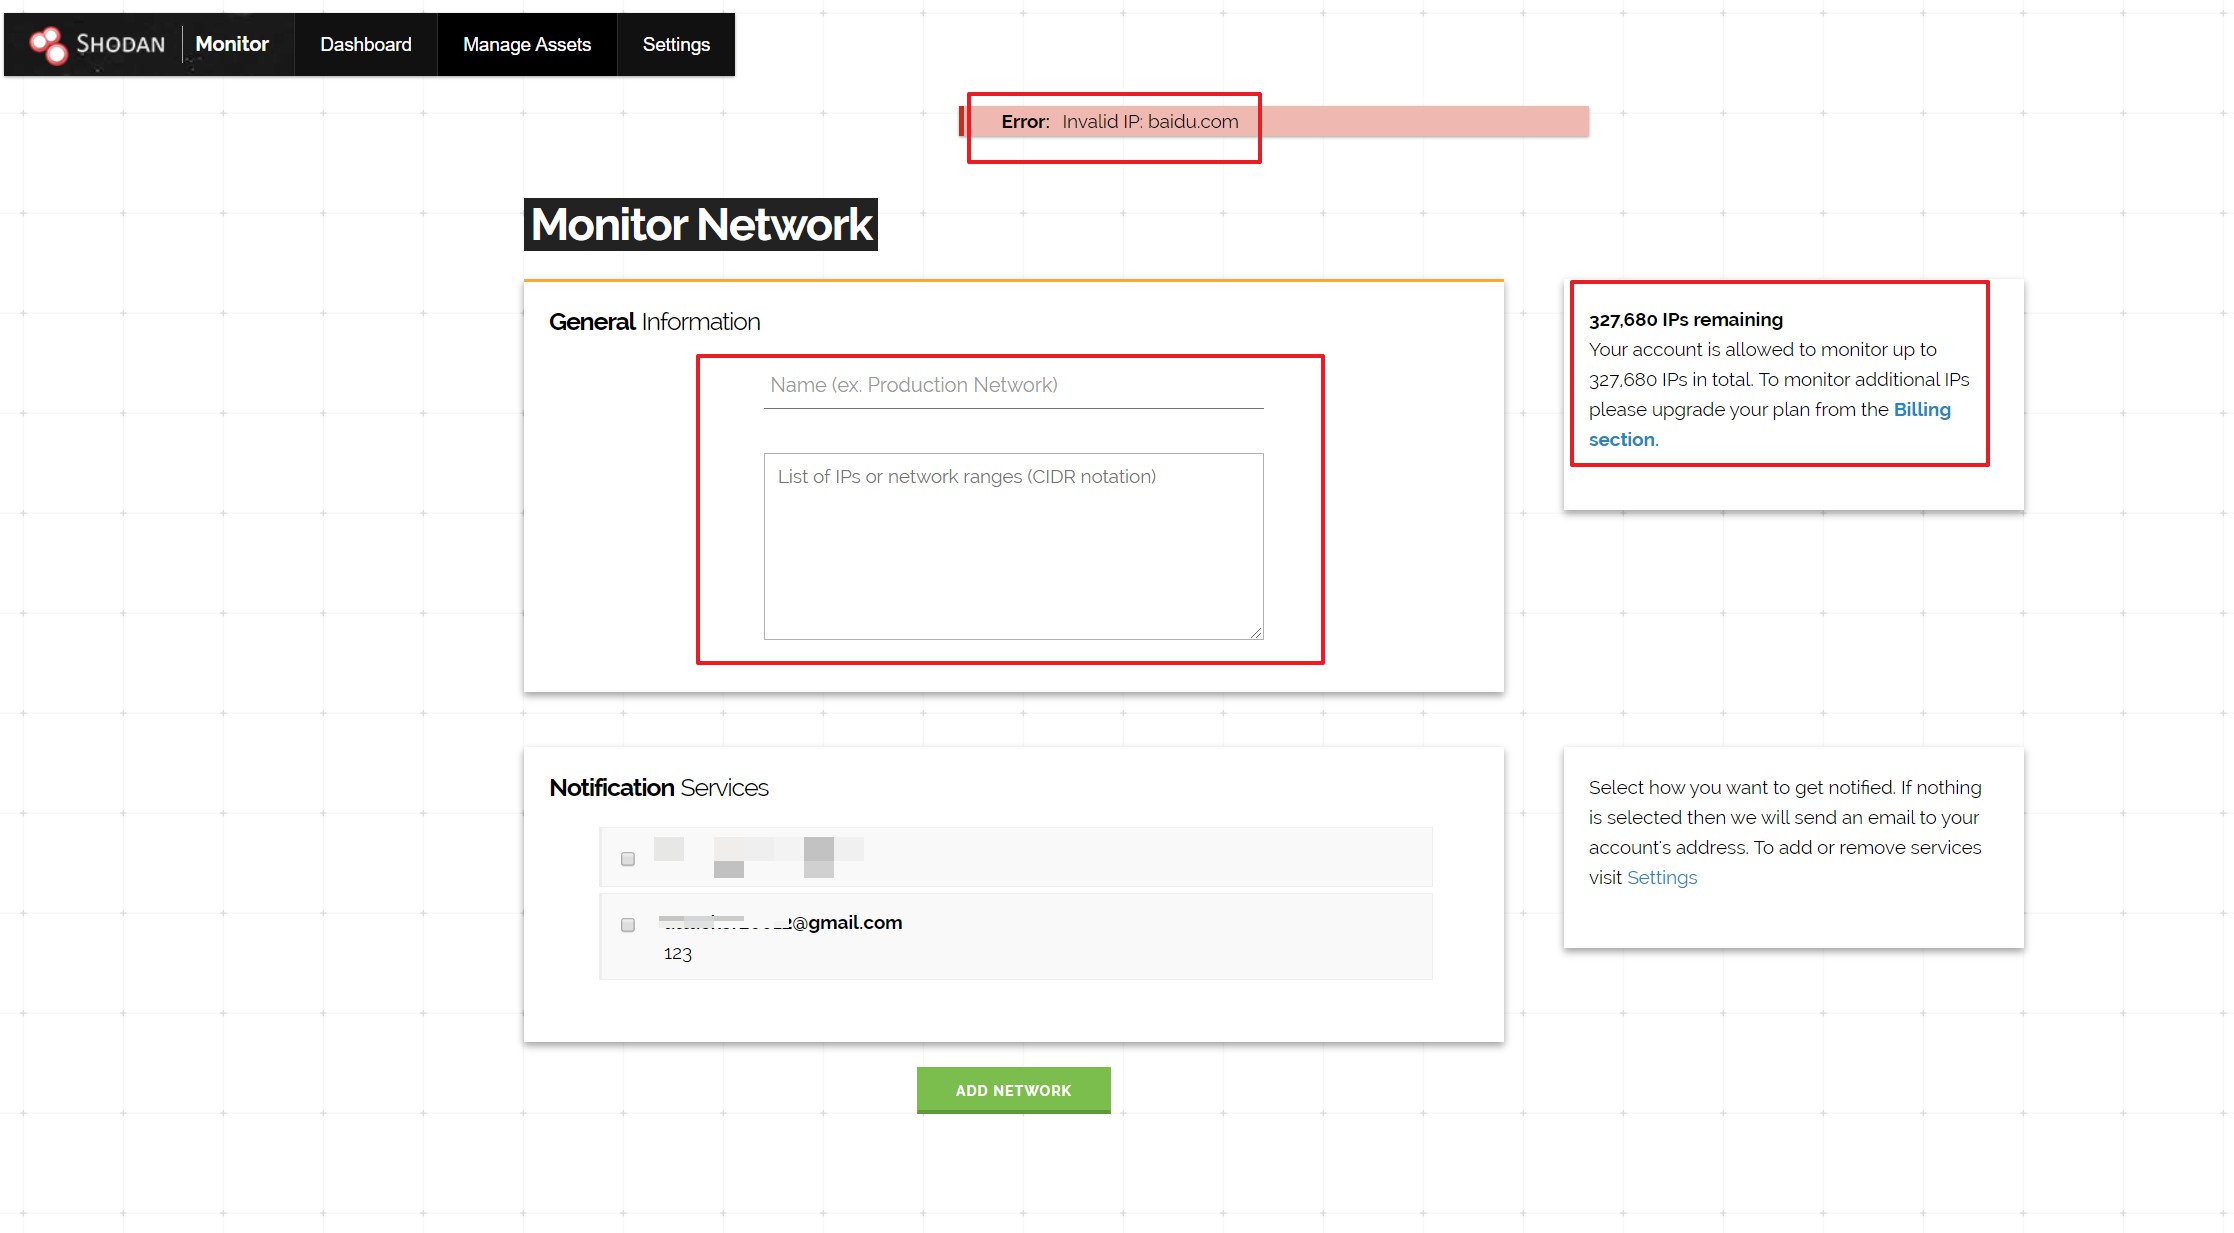 SHODAN Monitor Dashboard Manage Assets Settings
Error: Invalid IP: baidu.com
Monitor Network
General Information
Name (ex. Production Network)
List of IPs or network ranges (CIDR notation)
327,680 IPs remaining
Your account is allowed to monitor up to
327,680 IPs in total. To monitor additional IPs
please upgrade your plan from the Billing
section.
Notification Services
@gmail.com
123
Select how you want to get notified. If nothing
is selected then we will send an email to your
account's address. To add or remove services
visit Settings
ADD NETWORK